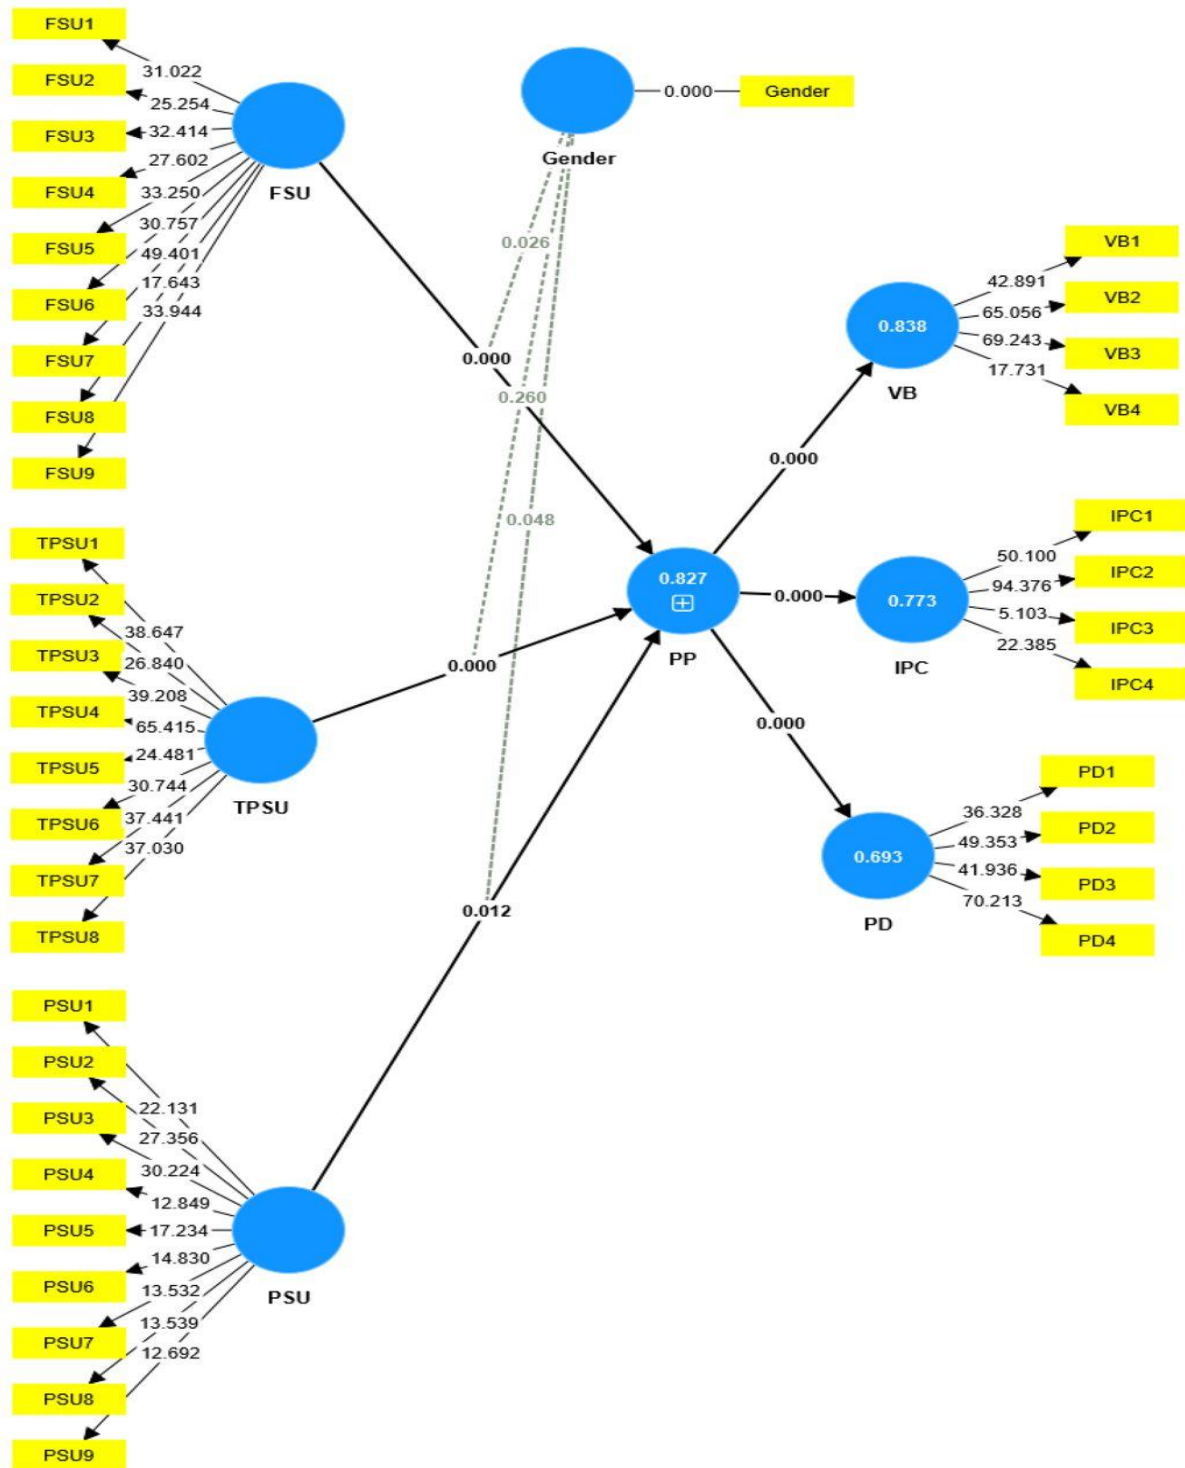 FSU1
FSU2
FSU3
FSU4
FSU5
FSU6
FSU7
FSU8
FSU9
31.022
25.254
32.414
27.602
33.250
30.757
49.401
17.643
33.944
FSU
Gender
0.000
Gender
0.026
0.260
0.048
0.000
0.000
0.012
TPSU1
TPSU2
TPSU3
TPSU4
TPSU5
TPSU6
TPSU7
TPSU8
38.647
26.840
39.208
65.415
24.481
30.744
37.441
37.030
TPSU
PSU1
PSU2
PSU3
PSU4
PSU5
PSU6
PSU7
PSU8
PSU9
22.131
27.356
30.224
12.849
17.234
14.830
13.532
13.539
12.692
PSU
0.827
PP
0.000
0.000
0.000
0.838
VB
42.891
65.056
69.243
17.731
VB1
VB2
VB3
VB4
0.773
IPC
50.100
94.376
5.103
22.385
IPC1
IPC2
IPC3
IPC4
0.693
PD
36.328
49.353
41.936
70.213
PD1
PD2
PD3
PD4